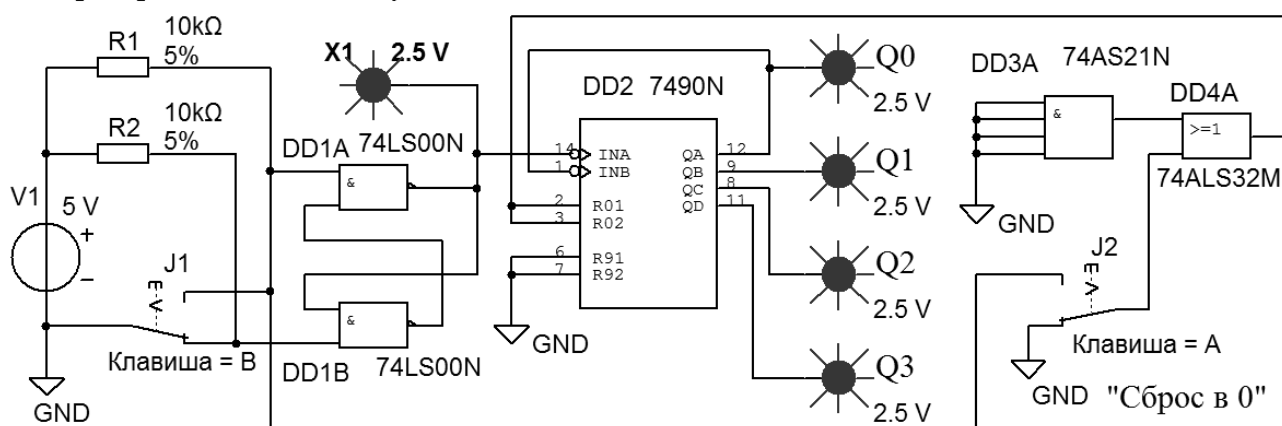 R1
10kΩ
5%
X1 2.5 V
R2
10kΩ
5%
DD1A
74LS00N
&
V1
5 V
J1
Клавиша = B
GND
DD1B
&
74LS00N
DD2 7490N
14 INA
1 INB
2 R01
3 R02
6 R91
7 R92
QA 12
QB 9
QC 8
QD 11
GND
Q0
2.5 V
Q1
2.5 V
Q2
2.5 V
Q3
2.5 V
DD3A
74AS21N
&
GND
DD4A
>=1
74ALS32M
J2
Клавиша = A
GND
"Сброс в 0"